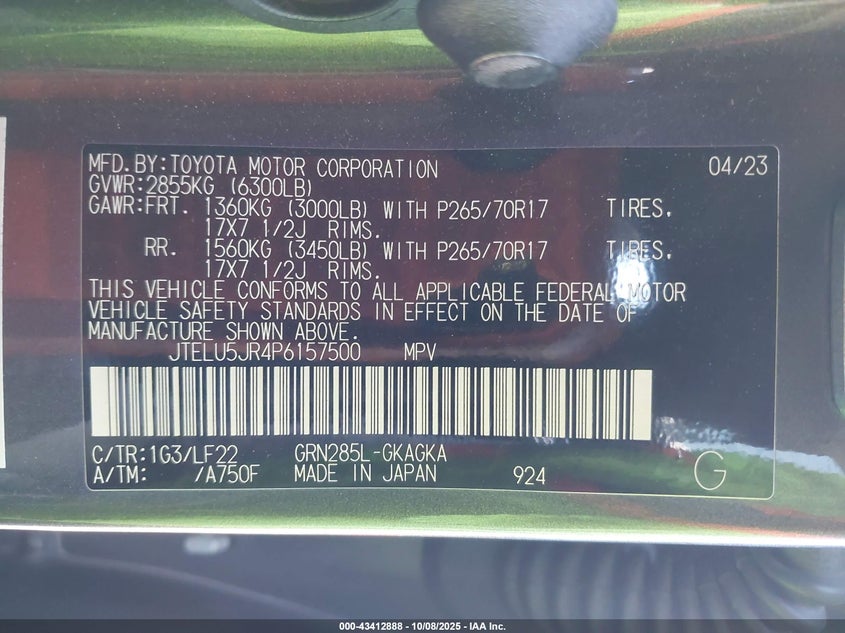 MFD.BY:TOYOTA MOTOR CORPORATION 04/23
GVWR:2855KG (6300LB)
GAWR:FRT. 1360KG (3000LB) WITH P265/70R17 TIRES.
17X7 1/2J RIMS.
RR. 1560KG (3450LB) WITH P265/70R17 TIRES.
17X7 1/2J RIMS.
THIS VEHICLE CONFORMS TO ALL APPLICABLE FEDERAL MOTOR
VEHICLE SAFETY STANDARDS IN EFFECT ON THE DATE OF
MANUFACTURE SHOWN ABOVE.
JTELU5JR4P6157500 MPV
C/TR:1G3/LF22 GRN285L-GKAGKA
A/TM: /A750F MADE IN JAPAN 924 G
000-43412888 - 10/08/2025 - IAA Inc.